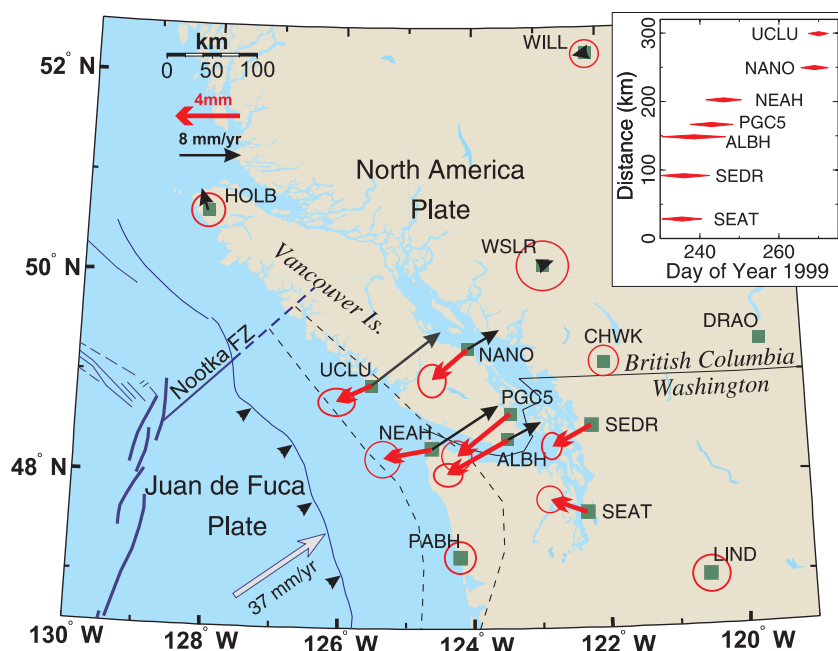 km
0 40 80 100
4mm
8 mm/yr
52° N
50° N
48° N
130° W
128° W
126° W
124° W
122° W
120° W
WILL
HOLB
North America
Plate
WSLR
Vancouver Is.
Nootka FZ
UCLU
NANO
CHWK
DRAO
British Columbia
Washington
PGC5
SEDR
NEAH
ALBH
Juan de Fuca
Plate
SEAT
PABH
LIND
37 mm/yr
Distance (km)
300
200
100
0
240
260
Day of Year 1999
UCLU
NANO
NEAH
PGC5
ALBH
SEDR
SEAT